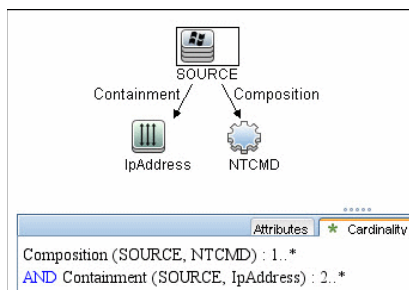 SOURCE
Containment Composition
IpAddress NTCMD
Attributes * Cardinality
Composition (SOURCE, NTCMD) : 1..*
AND Containment (SOURCE, IpAddress) : 2..*